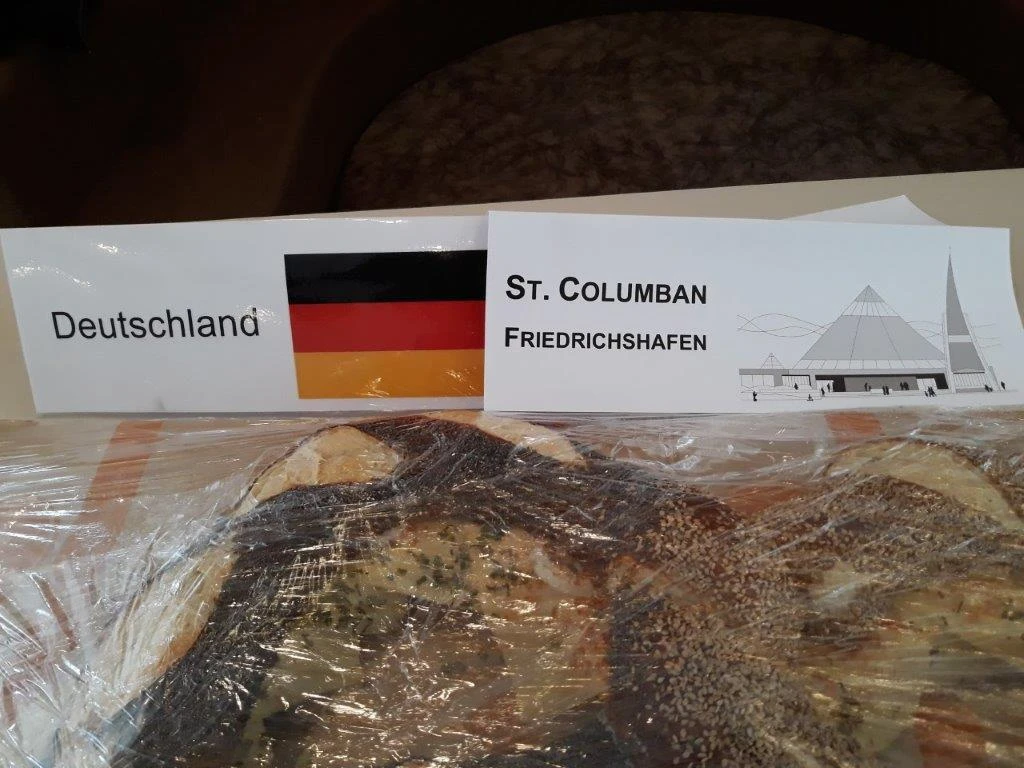 Deutschland
ST. COLUMBAN
FRIEDRICHSHAFEN